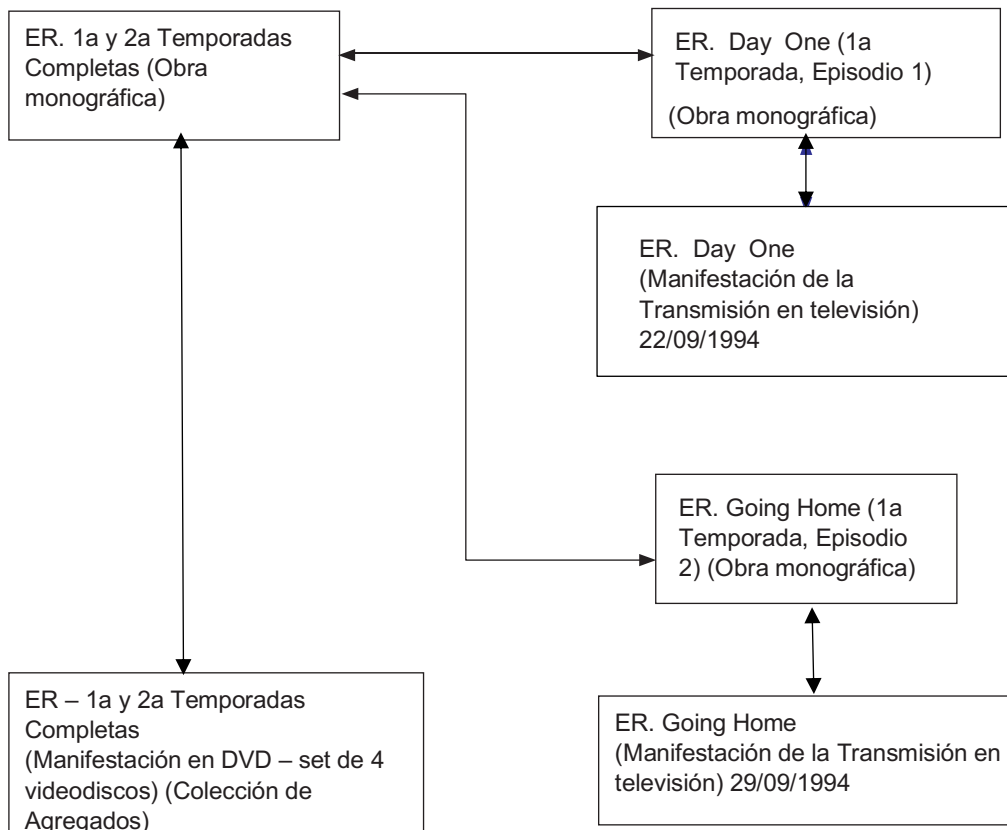 ER. 1a y 2a Temporadas
Completas (Obra
monográfica)
ER. Day One (1a
Temporada, Episodio 1)
(Obra monográfica)
ER. Day One
(Manifestación de la
Transmisión en televisión)
22/09/1994
ER. Going Home (1a
Temporada, Episodio
2) (Obra monográfica)
ER – 1a y 2a Temporadas
Completas
(Manifestación en DVD – set de 4
videodiscos) (Colección de
Agregados)
ER. Going Home
(Manifestación de la Transmisión en
televisión) 29/09/1994